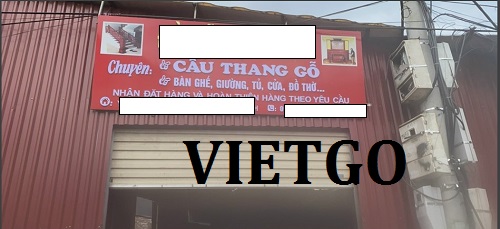 Chuyên: & CẦU THANG GỖ
& BÀN GHẾ, GIƯỜNG, TỦ, CỬA, ĐỒ THỜ...
NHẬN ĐẶT HÀNG VÀ HOÀN THIỆN HÀNG THEO YÊU CẦU
VIETGO